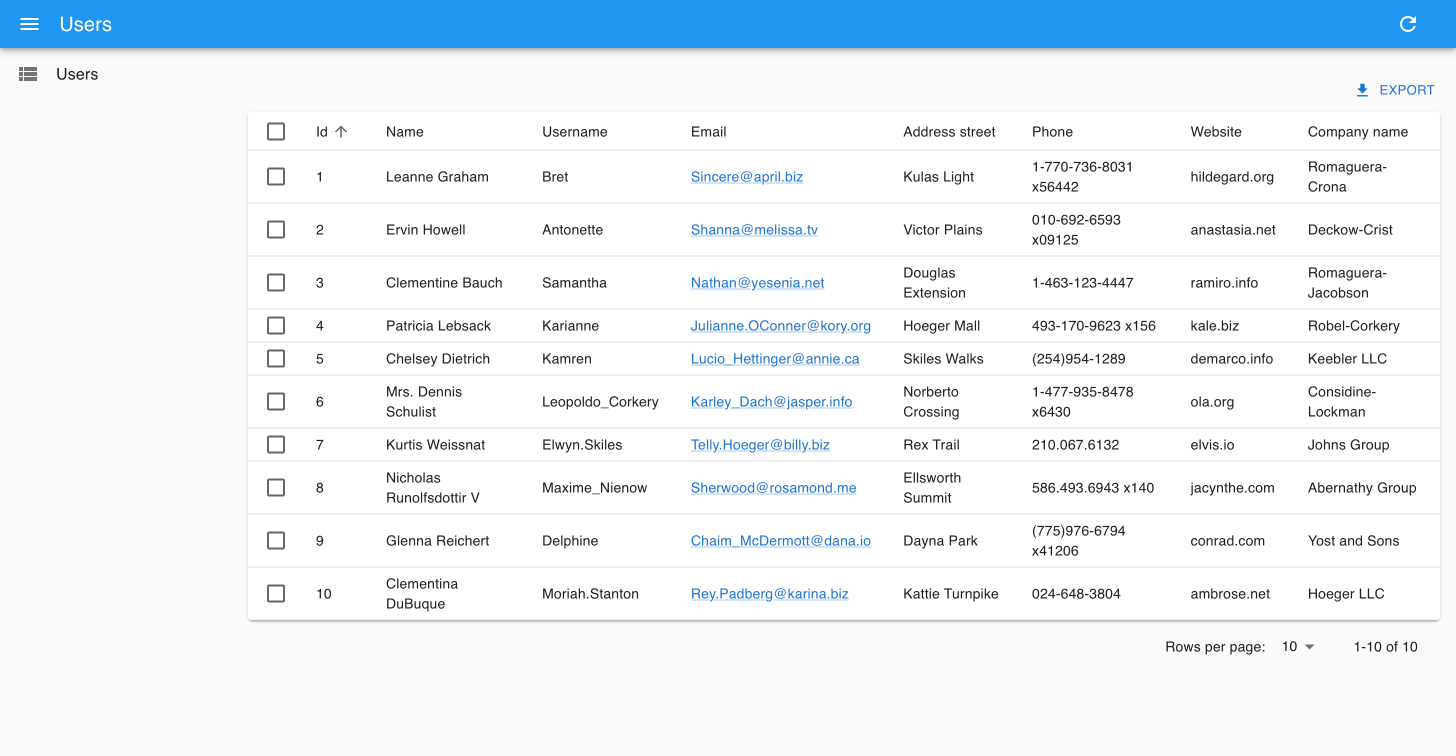 Users
Users
EXPORT
Id Name Username Email Address street Phone Website Company name
1 Leanne Graham Bret Sincere@april.biz Kulas Light 1-770-736-8031 x56442 hildegard.org Romaguera-Crona
2 Ervin Howell Antonette Shanna@melissa.tv Victor Plains 010-692-6593 x09125 anastasia.net Deckow-Crist
3 Clementine Bauch Samantha Nathan@yesenia.net Douglas Extension 1-463-123-4447 ramiro.info Romaguera-Jacobson
4 Patricia Lebsack Karianne Julianne.OConner@kory.org Hoeger Mall 493-170-9623 x156 kale.biz Robel-Corkery
5 Chelsey Dietrich Kamren Lucio_Hettinger@annie.ca Skiles Walks (254)954-1289 demarco.info Keebler LLC
6 Mrs. Dennis Schulist Leopoldo_Corkery Karley_Dach@jasper.info Norberto Crossing 1-477-935-8478 x6430 ola.org Considine-Lockman
7 Kurtis Weissnat Elwyn.Skiles Telly.Hoeger@billy.biz Rex Trail 210.067.6132 elvis.io Johns Group
8 Nicholas Runolfsdottir V Maxime_Nienow Sherwood@rosamond.me Ellsworth Summit 586.493.6943 x140 jacynthe.com Abernathy Group
9 Glenna Reichert Delphine Chaim_McDermott@dana.io Dayna Park (775)976-6794 x41206 conrad.com Yost and Sons
10 Clementina DuBuque Moriah.Stanton Rey.Padberg@karina.biz Kattie Turnpike 024-648-3804 ambrose.net Hoeger LLC
Rows per page: 10 1-10 of 10